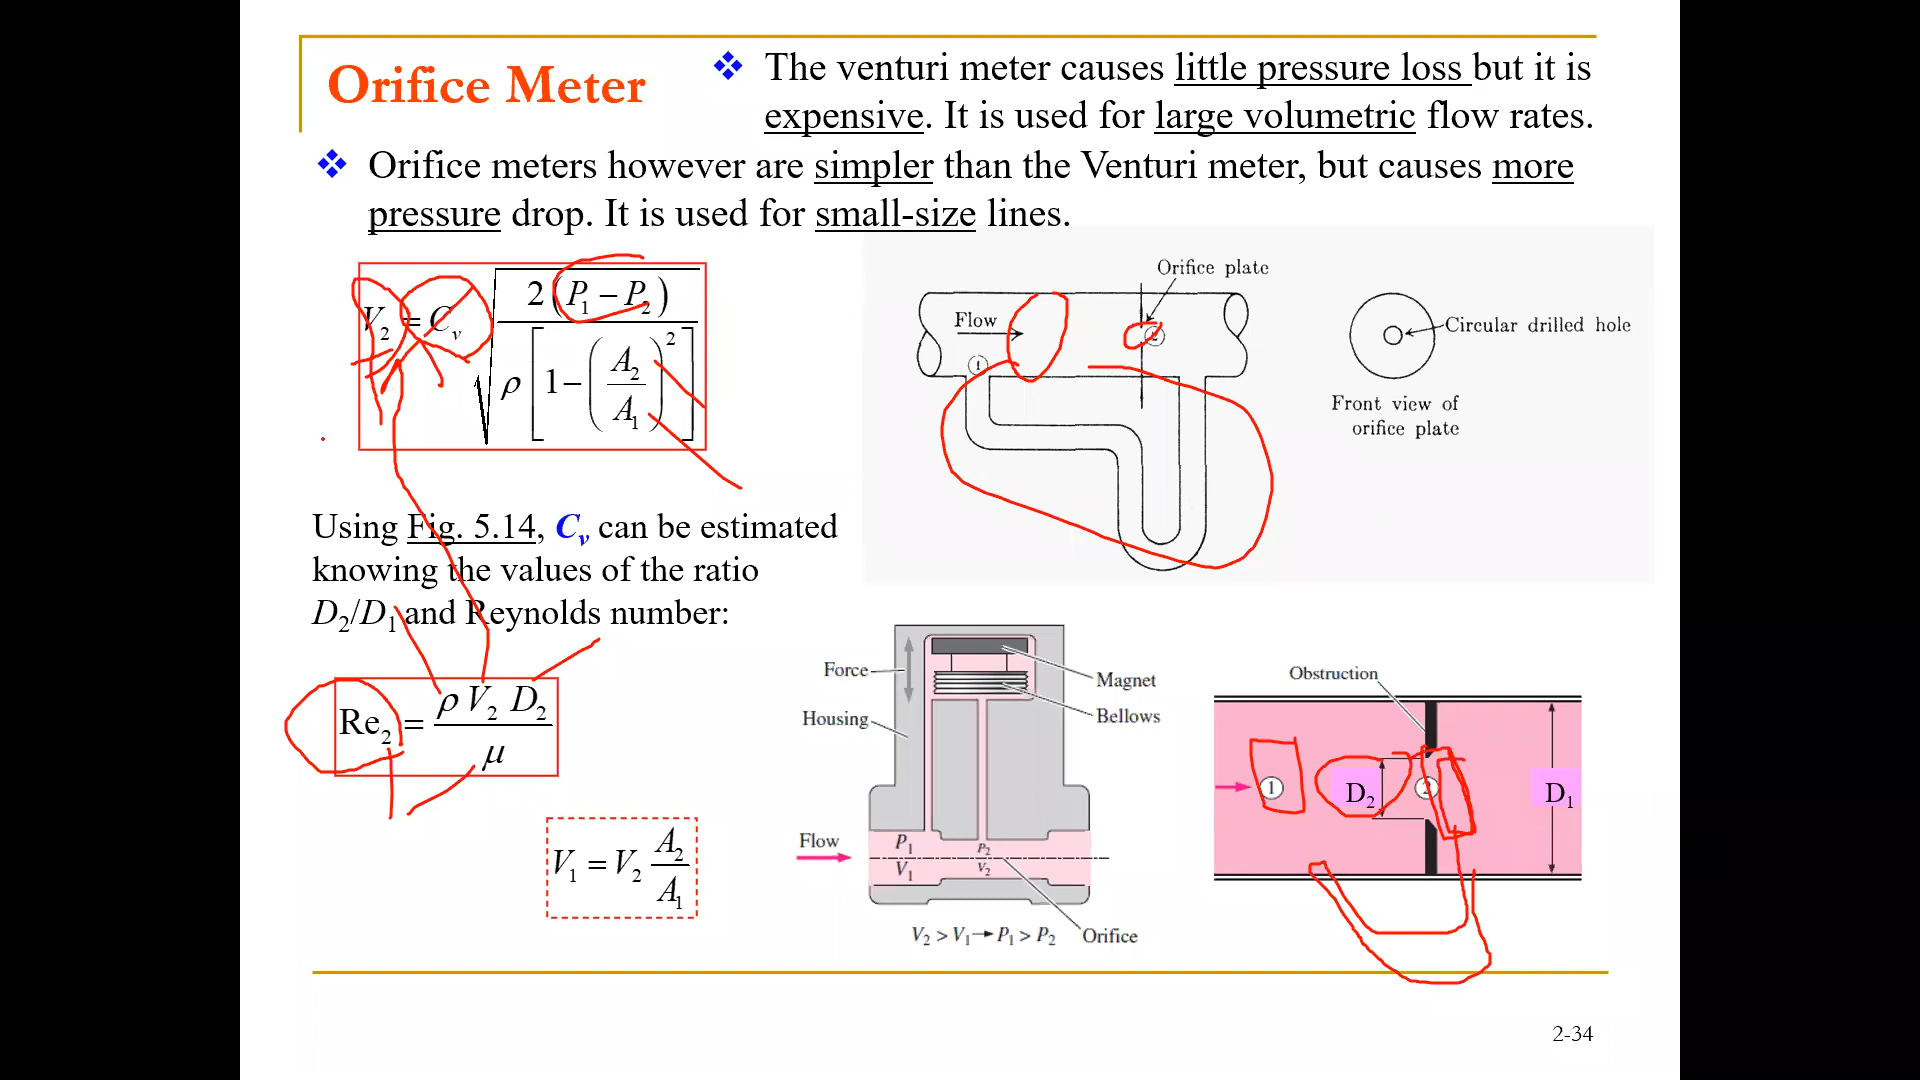 Orifice Meter
❖ The venturi meter causes little pressure loss but it is
expensive. It is used for large volumetric flow rates.
❖ Orifice meters however are simpler than the Venturi meter, but causes more
pressure drop. It is used for small-size lines.
V₂ = Cᵥ √(2(P₁ − P₂) / ρ[1−(A₂/A₁)²])
Orifice plate
Flow
1
2
Circular drilled hole
Front view of
orifice plate
Using Fig. 5.14, Cᵥ can be estimated
knowing the values of the ratio
D₂/D₁ and Reynolds number:
Re₂ = ρ V₂ D₂ / μ
V₁ = V₂ A₂/A₁
Force
Housing
Magnet
Bellows
Flow
P₁
V₁
P₂
V₂
V₂ > V₁ → P₁ > P₂
Orifice
Obstruction
1
D₂
2
D₁
2-34